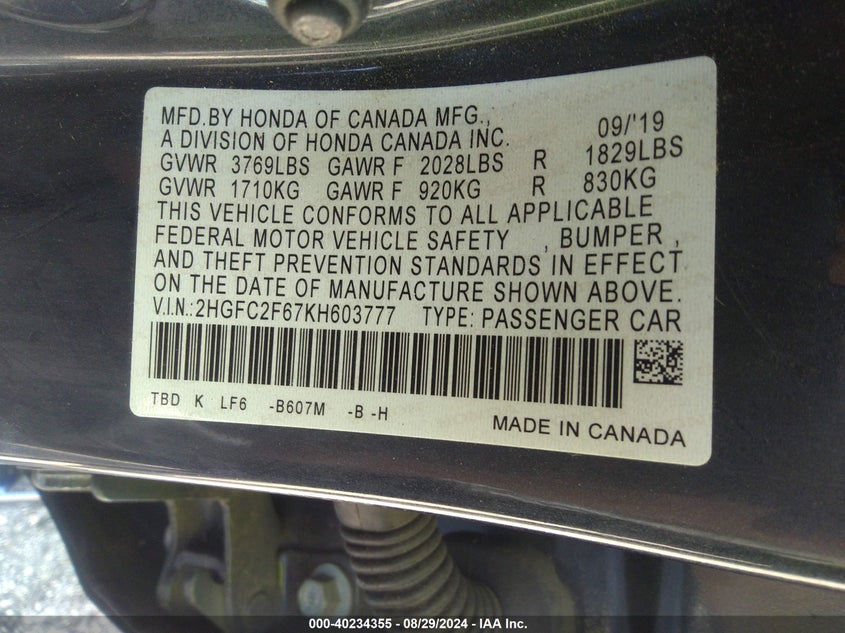 MFD.BY HONDA OF CANADA MFG.,
A DIVISION OF HONDA CANADA INC. 09/'19
GVWR 3769LBS GAWR F 2028LBS R 1829LBS
GVWR 1710KG GAWR F 920KG R 830KG
THIS VEHICLE CONFORMS TO ALL APPLICABLE
FEDERAL MOTOR VEHICLE SAFETY , BUMPER ,
AND THEFT PREVENTION STANDARDS IN EFFECT
ON THE DATE OF MANUFACTURE SHOWN ABOVE.
V.I.N.:2HGFC2F67KH603777 TYPE: PASSENGER CAR
TBD K LF6 -B607M -B -H
MADE IN CANADA
000-40234355 - 08/29/2024 - IAA Inc.